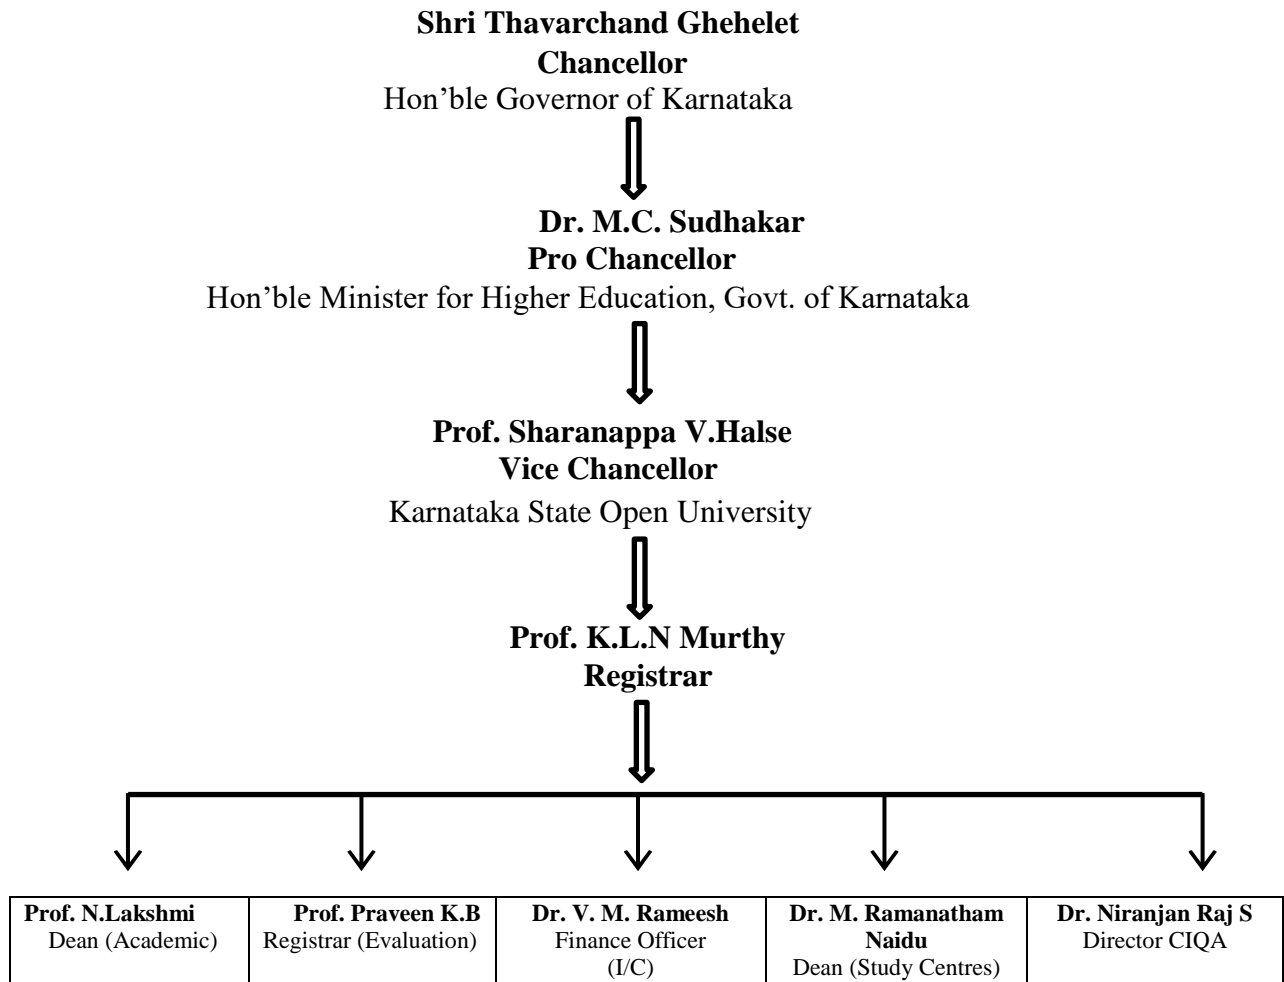 Shri Thavarchand Ghehelet
Chancellor
Hon’ble Governor of Karnataka
Dr. M.C. Sudhakar
Pro Chancellor
Hon’ble Minister for Higher Education, Govt. of Karnataka
Prof. Sharanappa V.Halse
Vice Chancellor
Karnataka State Open University
Prof. K.L.N Murthy
Registrar
Prof. N.Lakshmi
Dean (Academic)
Prof. Praveen K.B
Registrar (Evaluation)
Dr. V. M. Rameesh
Finance Officer
(I/C)
Dr. M. Ramanatham
Naidu
Dean (Study Centres)
Dr. Niranjan Raj S
Director CIQA